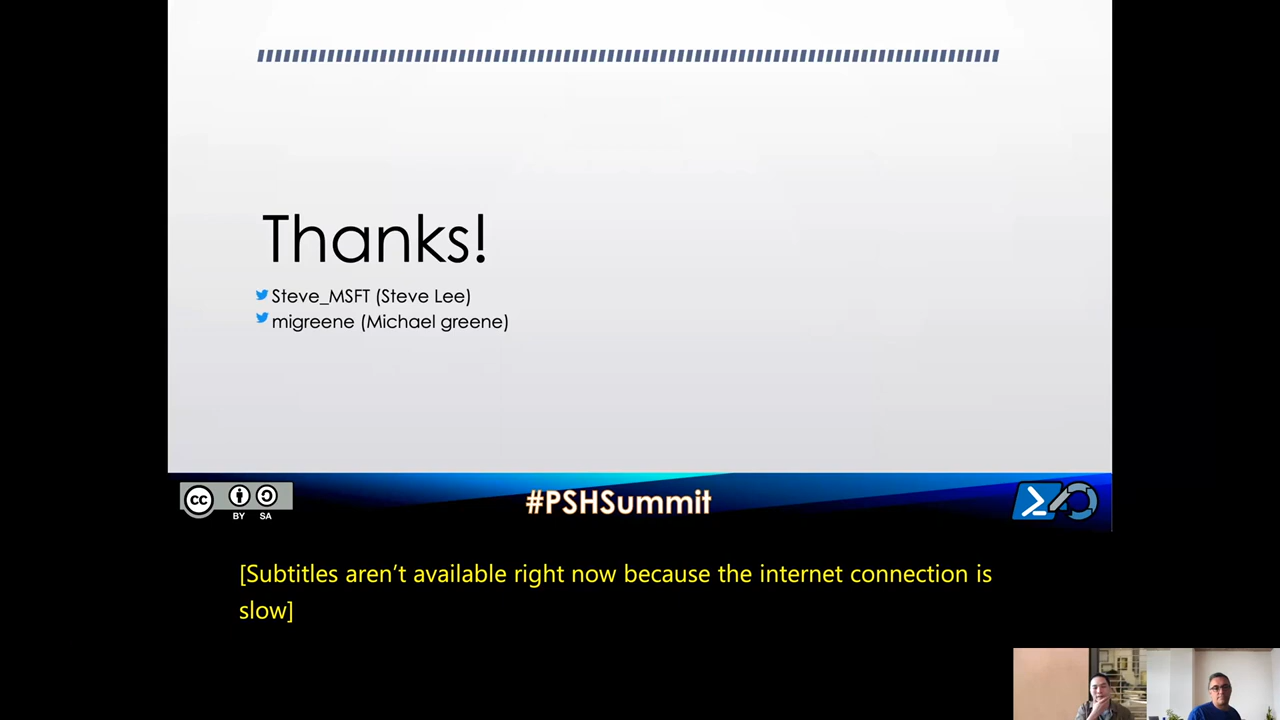 Thanks!
Steve_MSFT (Steve Lee)
migreene (Michael greene)
cc
BY SA
#PSHSummit
[Subtitles aren't available right now because the internet connection is
slow]